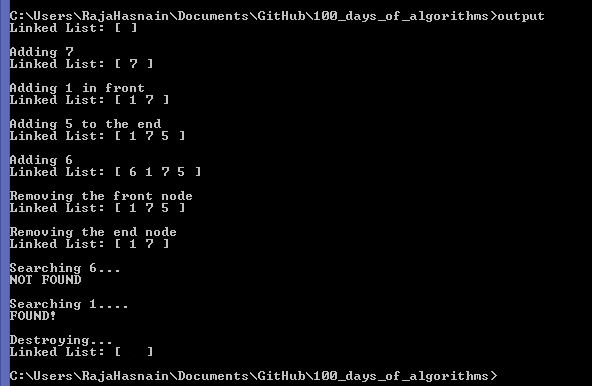 C:\Users\RajaHasnain\Documents\GitHub\100_days_of_algorithms>output
Linked List: [ ]
Adding 7
Linked List: [ 7 ]
Adding 1 in front
Linked List: [ 1 7 ]
Adding 5 to the end
Linked List: [ 1 7 5 ]
Adding 6
Linked List: [ 6 1 7 5 ]
Removing the front node
Linked List: [ 1 7 5 ]
Removing the end node
Linked List: [ 1 7 ]
Searching 6...
NOT FOUND
Searching 1....
FOUND!
Destroying...
Linked List: [   ]
C:\Users\RajaHasnain\Documents\GitHub\100_days_of_algorithms>